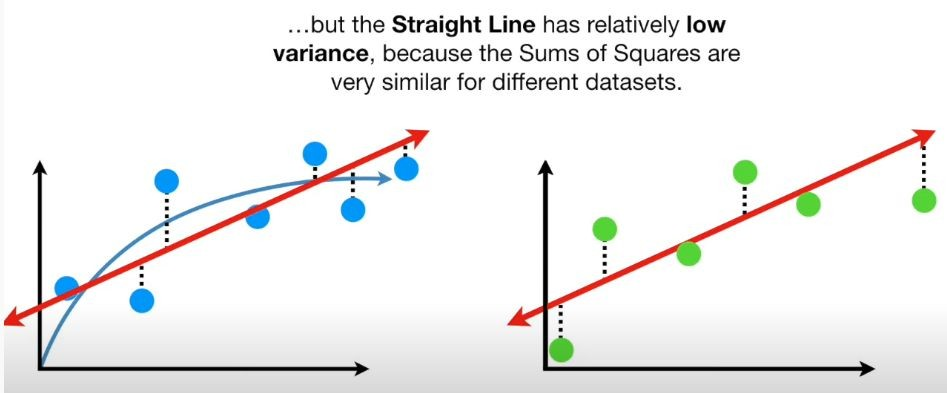 ...but the Straight Line has relatively low
variance, because the Sums of Squares are
very similar for different datasets.